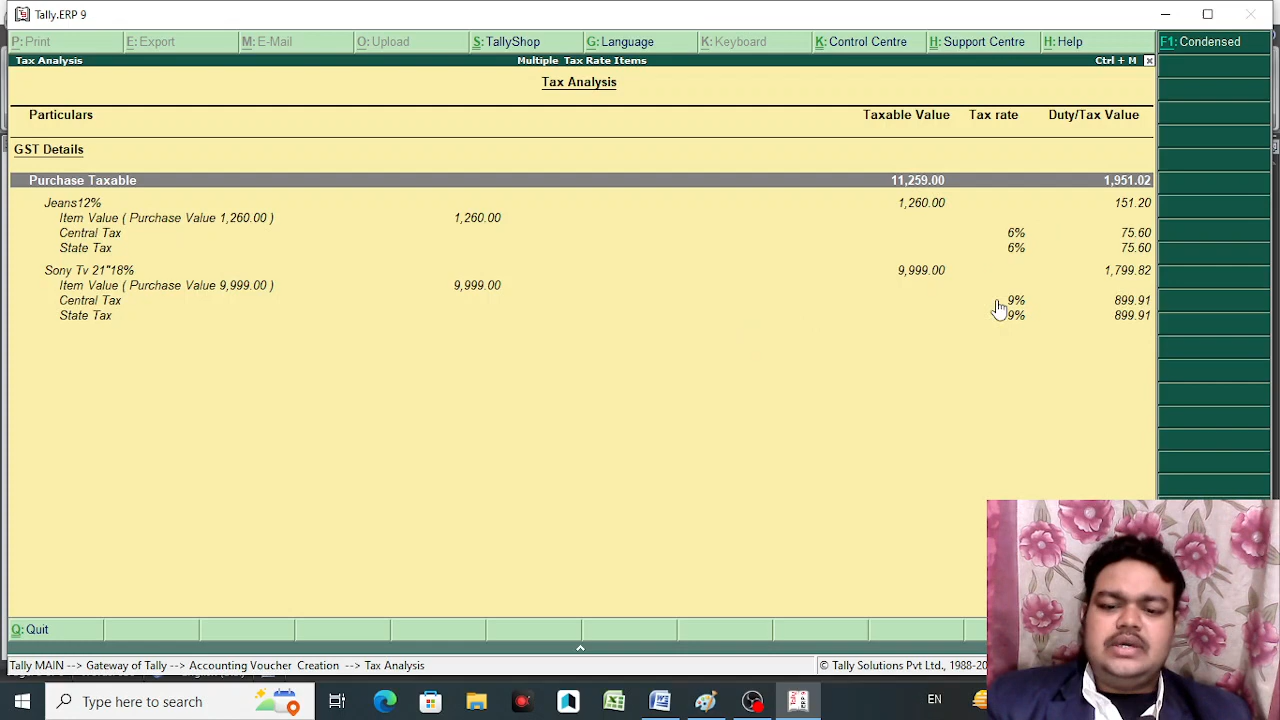 Tally.ERP 9
P: Print E: Export M: E-Mail O: Upload S: TallyShop G: Language K: Keyboard K: Control Centre H: Support Centre H: Help F1: Condensed
Tax Analysis Multiple Tax Rate Items Ctrl + M
Tax Analysis
Particulars Taxable Value Tax rate Duty/Tax Value
GST Details
Purchase Taxable 11,259.00 1,951.02
Jeans12% 1,260.00 151.20
Item Value ( Purchase Value 1,260.00 ) 1,260.00
Central Tax 6% 75.60
State Tax 6% 75.60
Sony Tv 21"18% 9,999.00 1,799.82
Item Value ( Purchase Value 9,999.00 ) 9,999.00
Central Tax 9% 899.91
State Tax 9% 899.91
Q: Quit
Tally MAIN --> Gateway of Tally --> Accounting Voucher Creation --> Tax Analysis © Tally Solutions Pvt Ltd., 1988-20
Type here to search EN